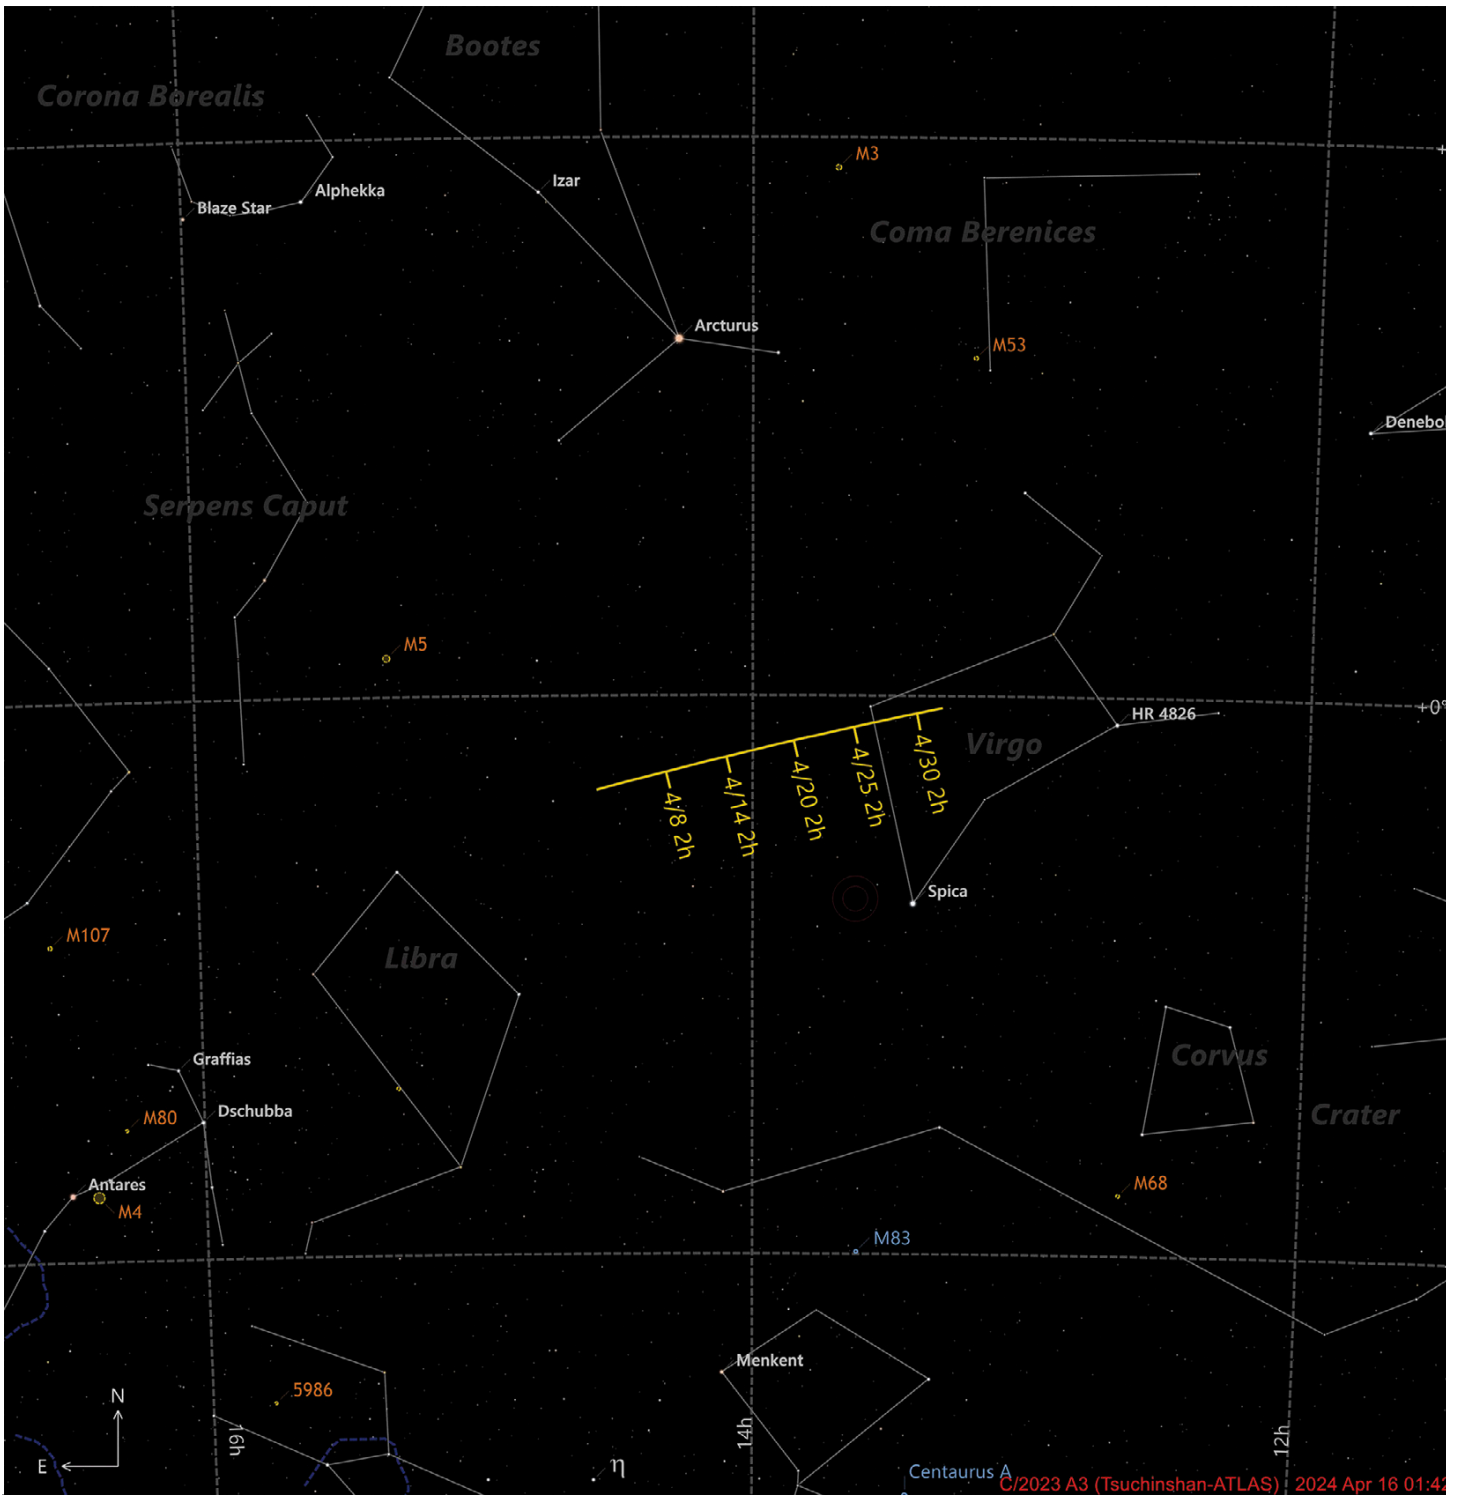 Bootes
Corona Borealis
M3
Izar
Alphekka
Blaze Star
Coma Berenices
Arcturus
M53
Denebo
Serpens Caput
M5
+
+0°
HR 4826
Virgo
4/8 2h
4/14 2h
4/20 2h
4/25 2h
4/30 2h
Spica
M107
Libra
Graffias
Corvus
Dschubba
M80
Crater
Antares
M4
M68
M83
Menkent
5986
N
E
16h
14h
12h
η
Centaurus A
C/2023 A3 (Tsuchinshan-ATLAS) 2024 Apr 16 01:42